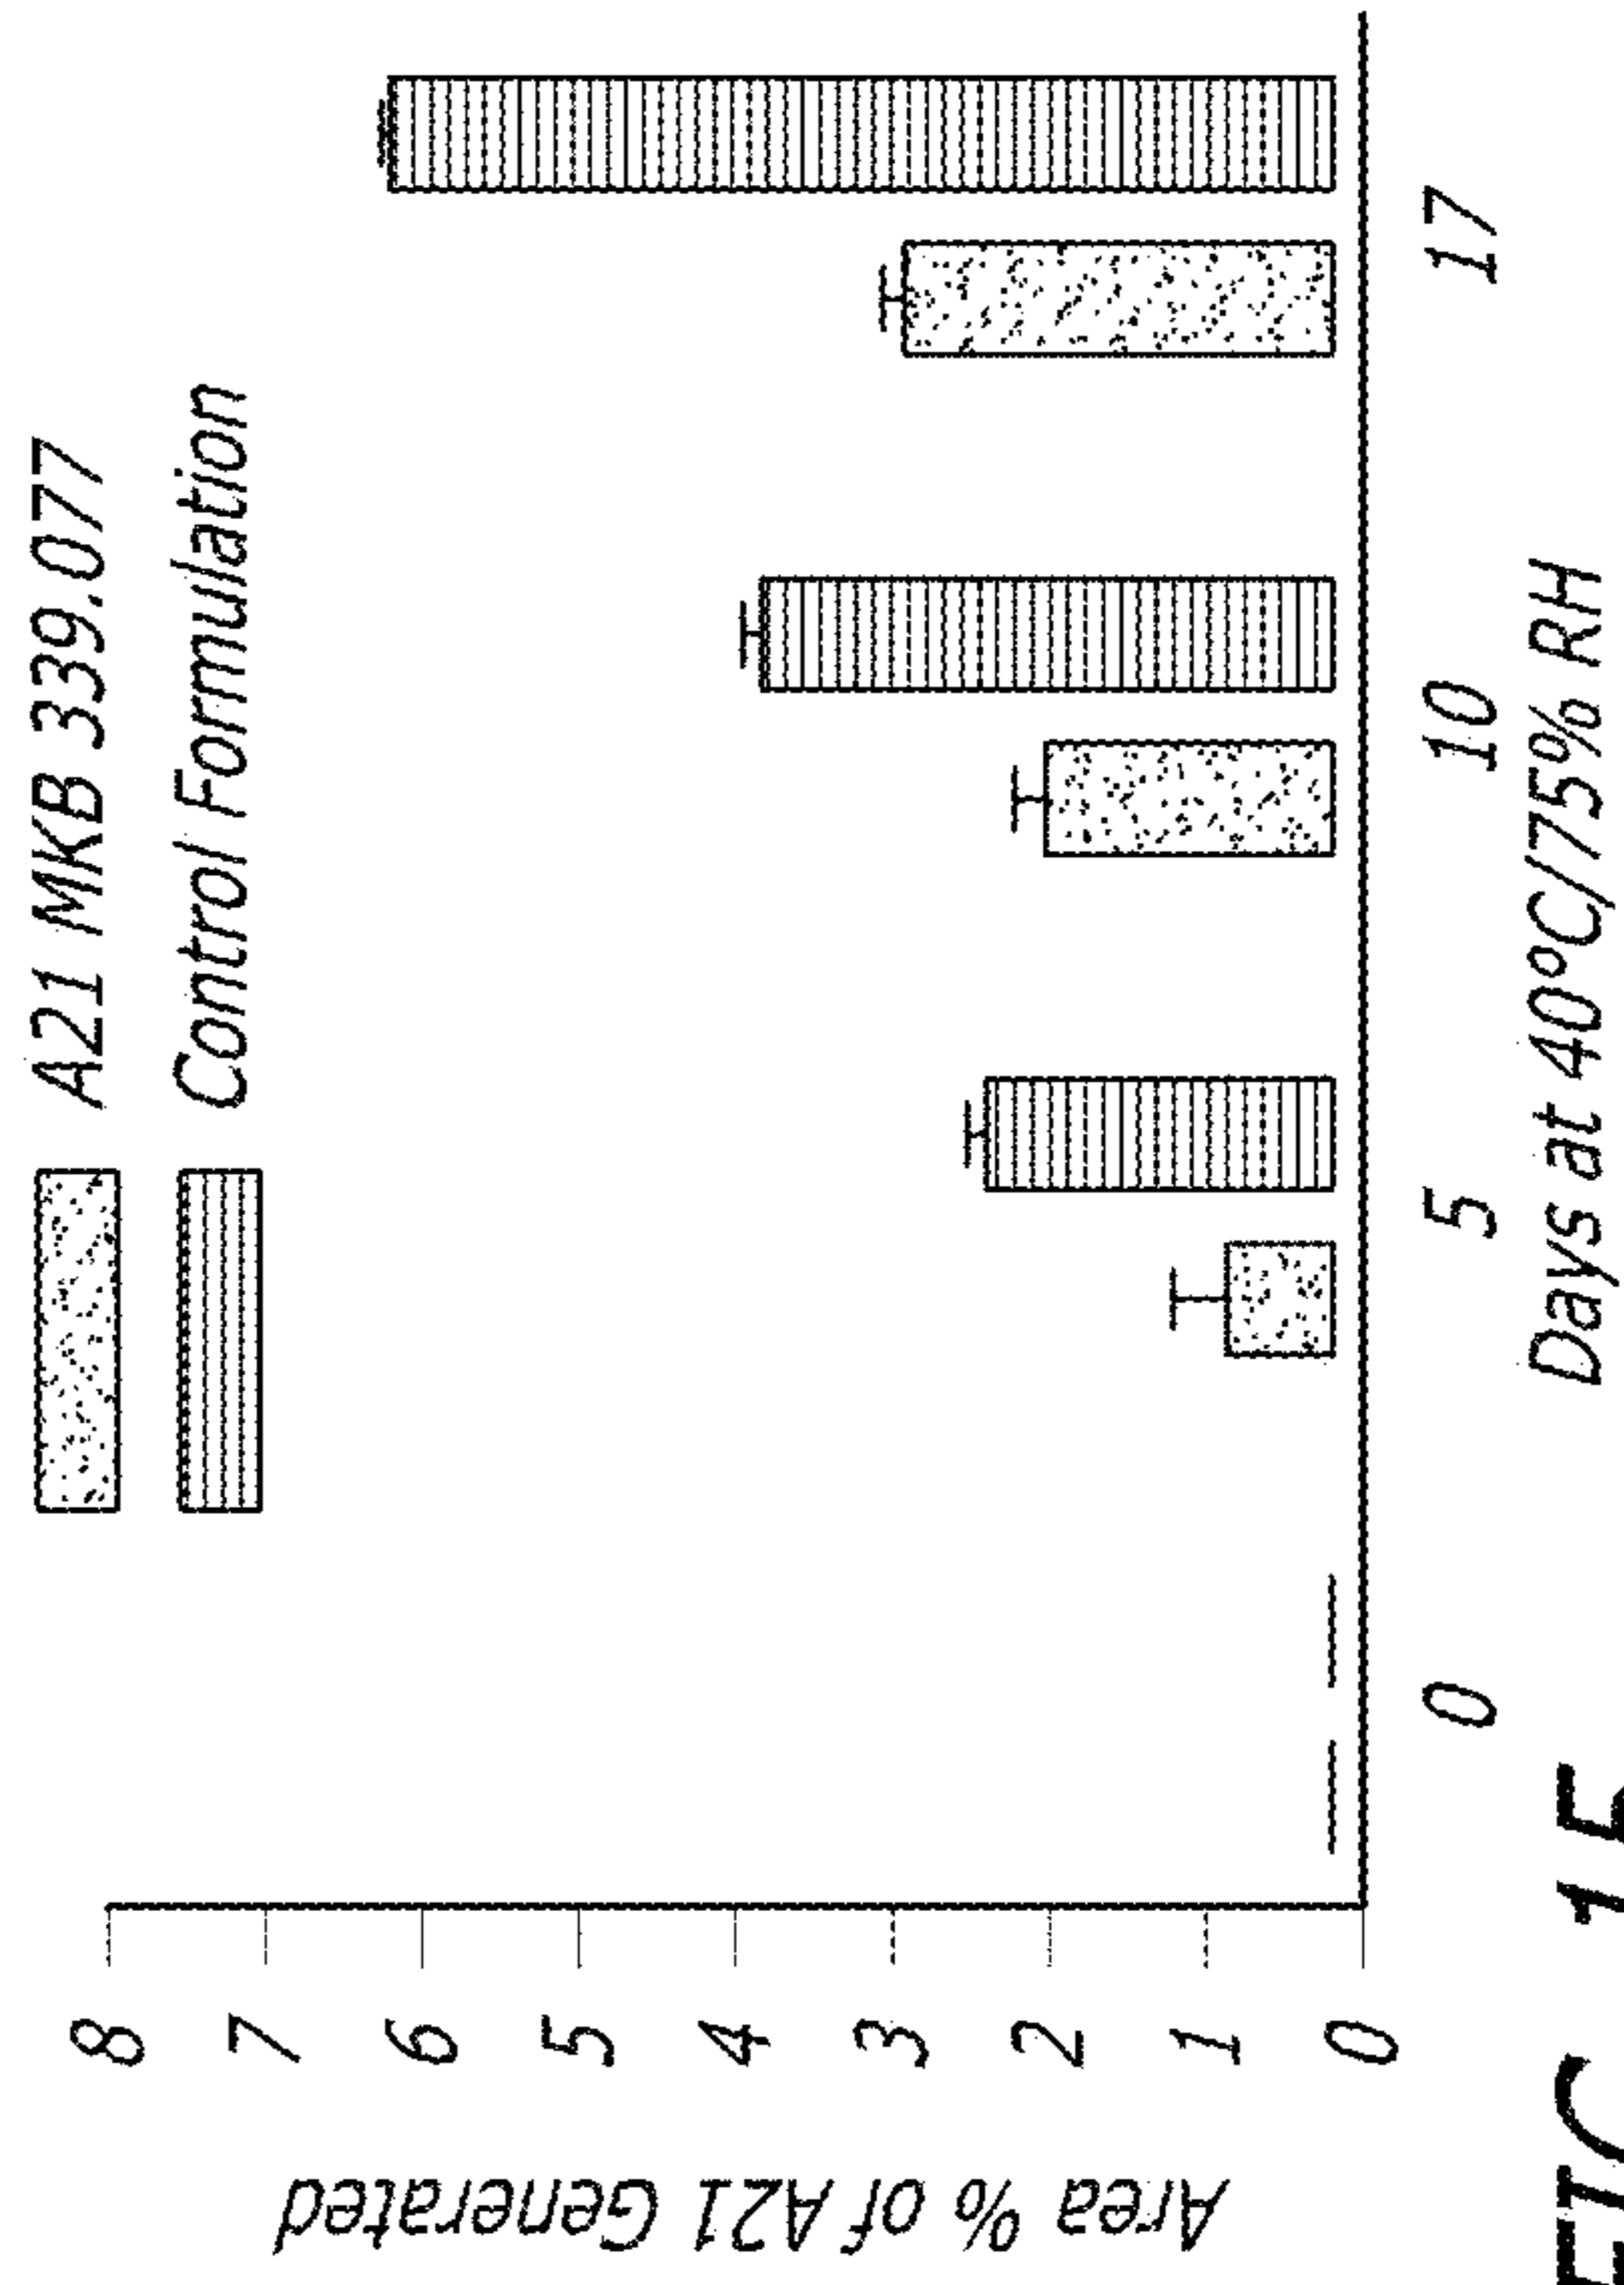 A21 MKB 339.077
Control Formulation
Area % of A21 Generated
8
7
6
5
4
3
2
1
0
0 5 10 17
Days at 40°C/75% RH
FIG. 15